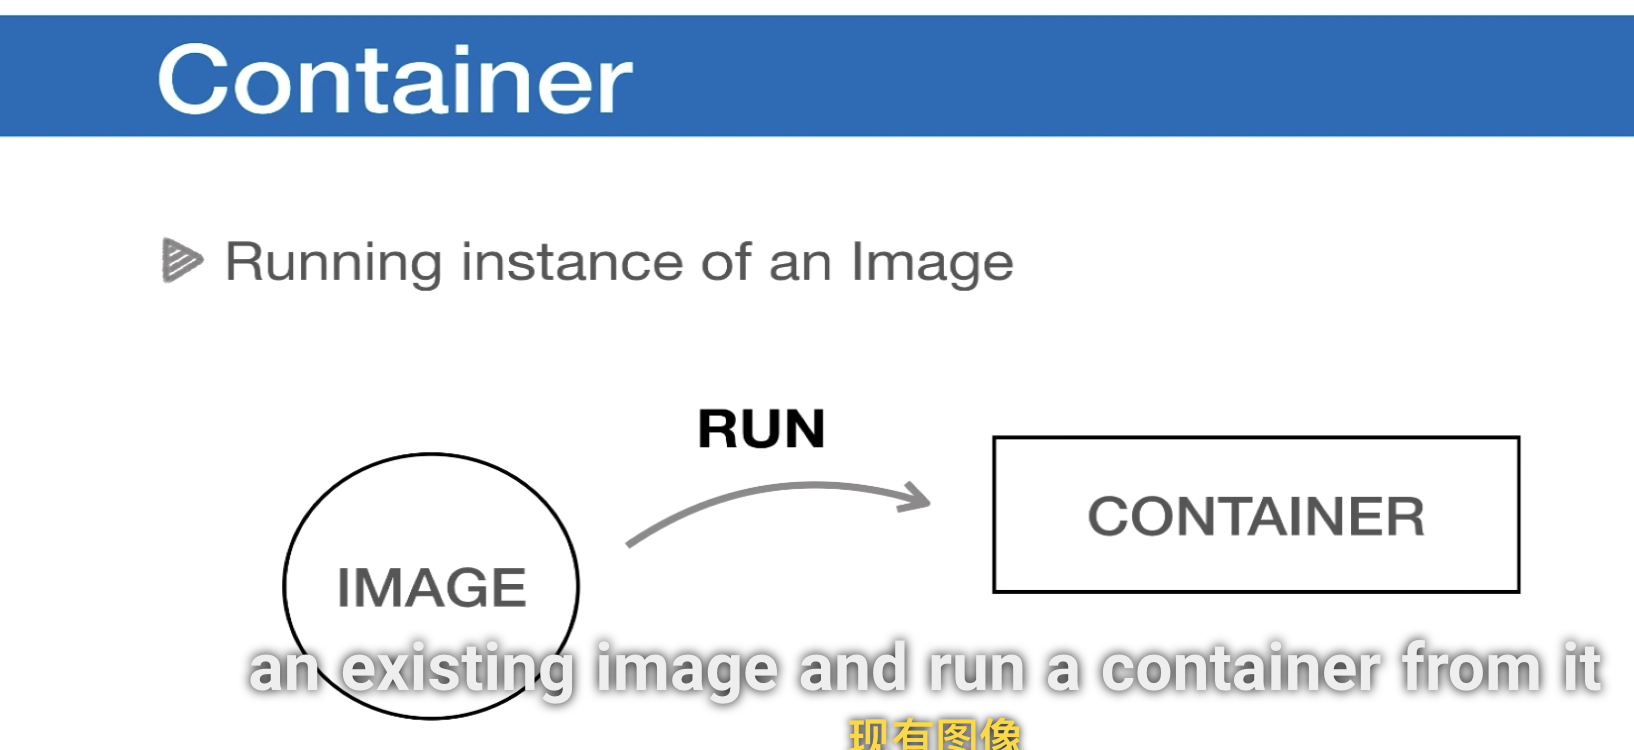 Container
Running instance of an Image
RUN
CONTAINER
IMAGE
an existing image and run a container from it
现有图像